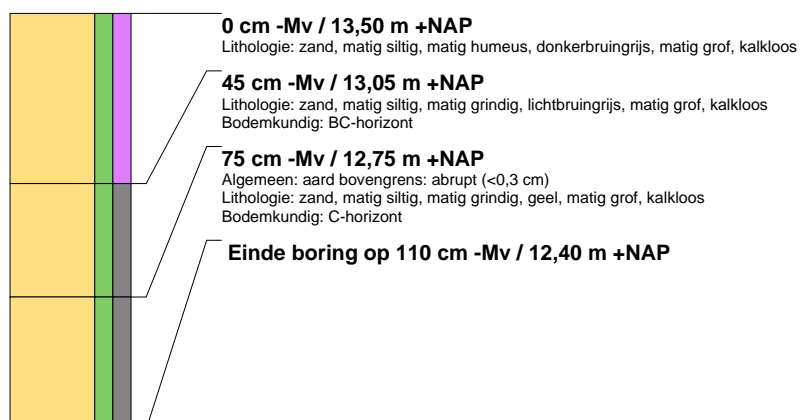 0 cm -Mv / 13,50 m +NAP
Lithologie: zand, matig siltig, matig humeus, donkerbruingrijs, matig grof, kalkloos
45 cm -Mv / 13,05 m +NAP
Lithologie: zand, matig siltig, matig grindig, lichtbruingrijs, matig grof, kalkloos
Bodemkundig: BC-horizont
75 cm -Mv / 12,75 m +NAP
Algemeen: aard bovengrens: abrupt (<0,3 cm)
Lithologie: zand, matig siltig, matig grindig, geel, matig grof, kalkloos
Bodemkundig: C-horizont
Einde boring op 110 cm -Mv / 12,40 m +NAP